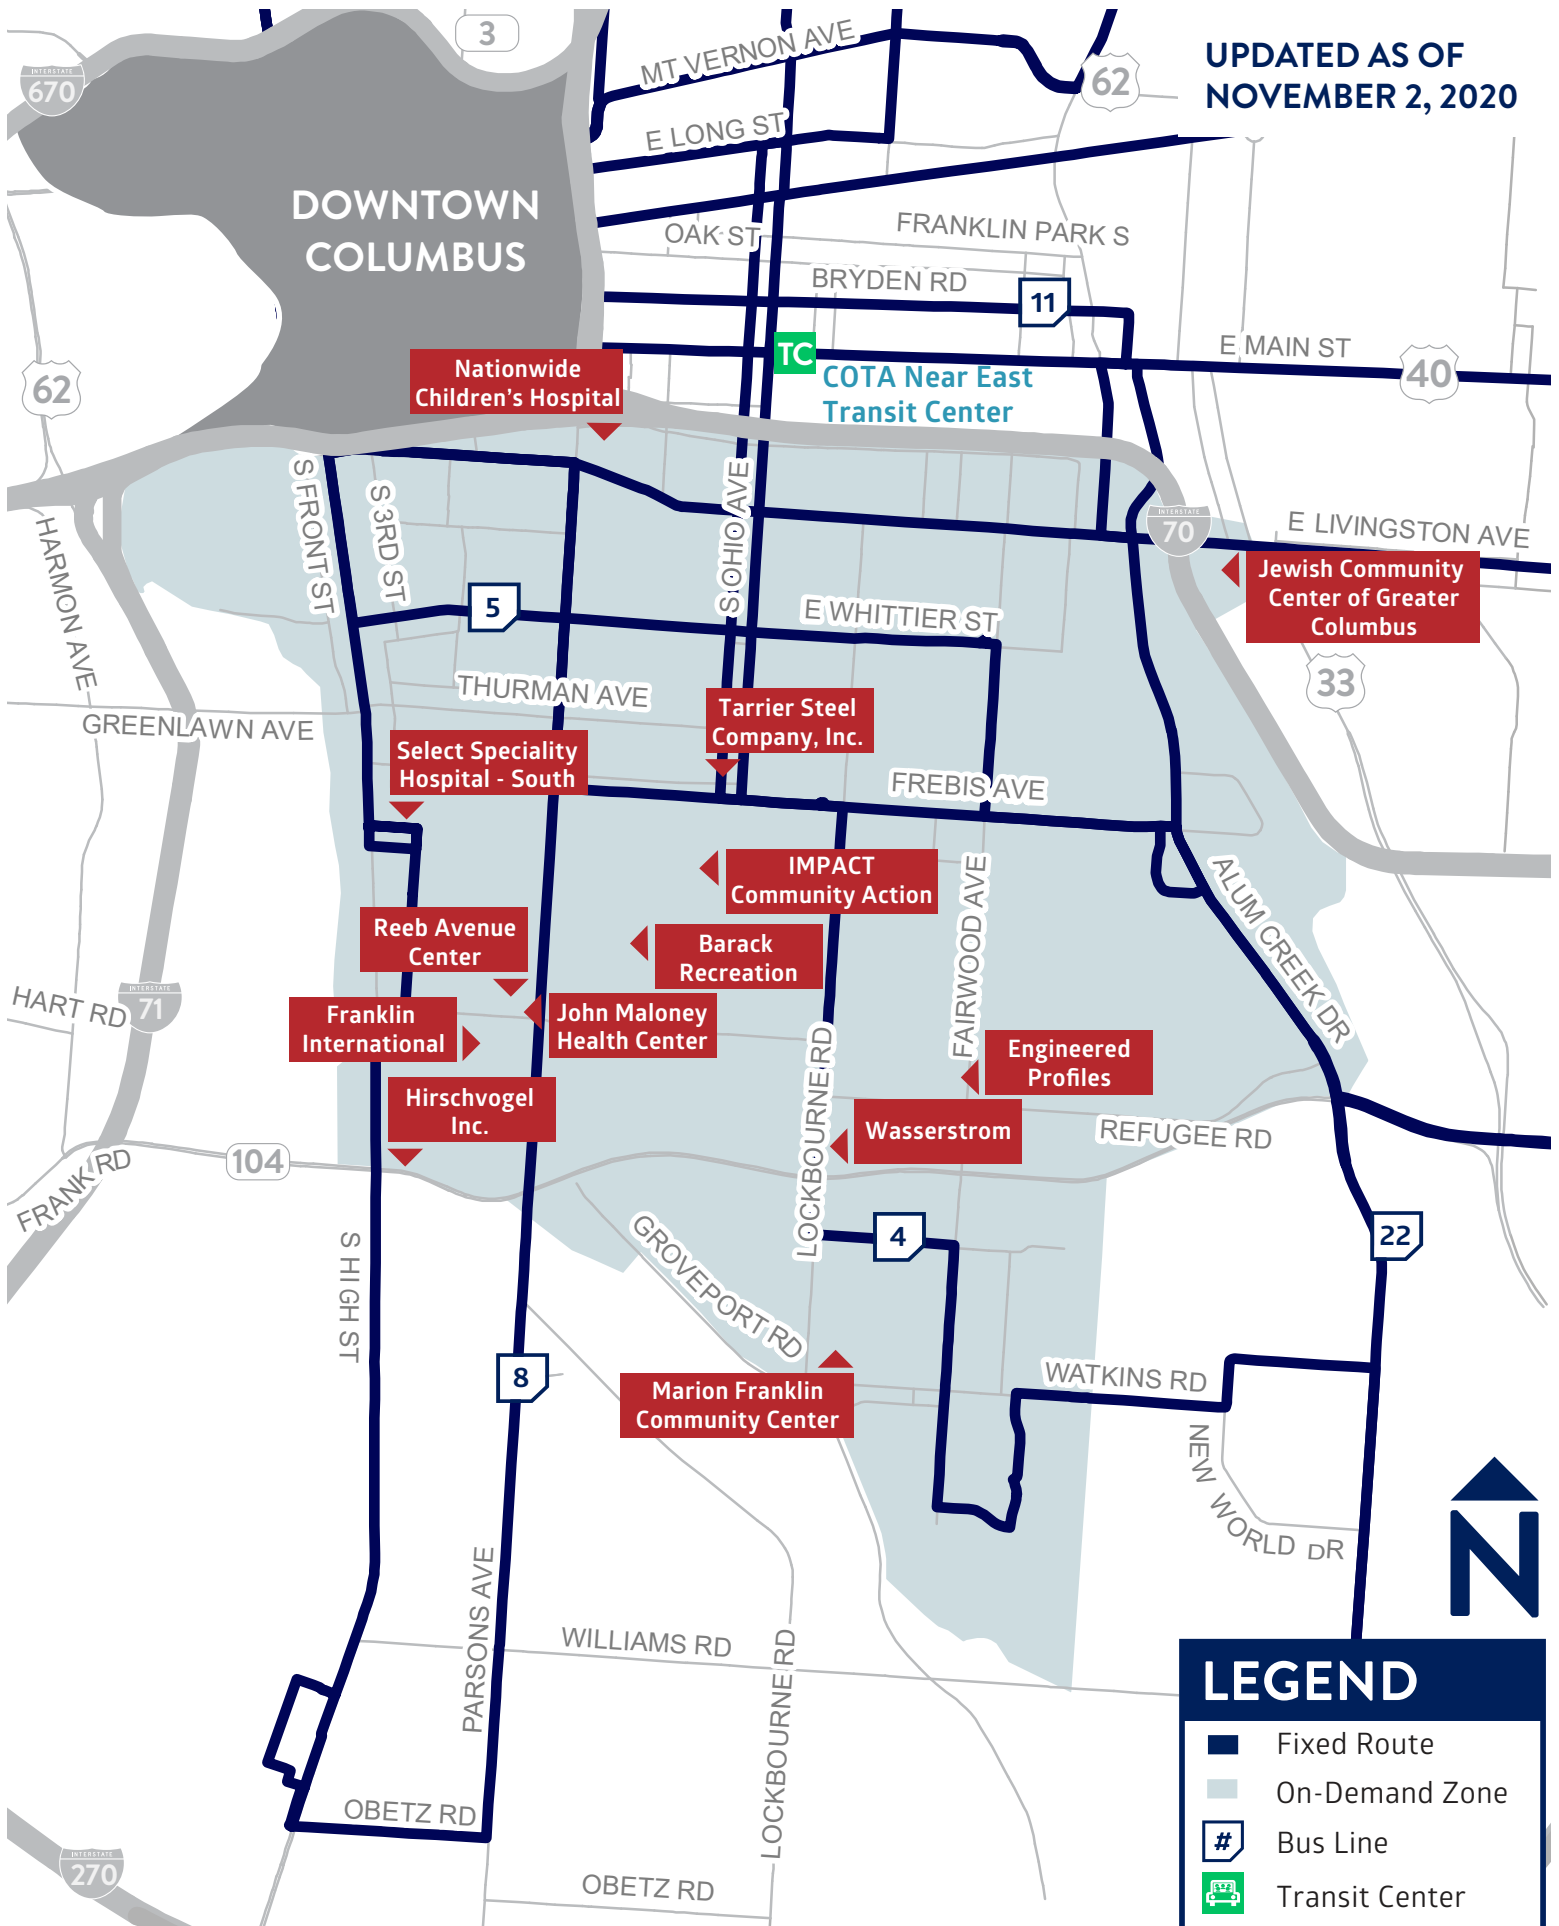 UPDATED AS OF
NOVEMBER 2, 2020
3
INTERSTATE
670
MT VERNON AVE
62
E LONG ST
DOWNTOWN
COLUMBUS
OAK ST
FRANKLIN PARK S
BRYDEN RD
11
E MAIN ST
40
TC
COTA Near East
Transit Center
62
Nationwide
Children's Hospital
S FRONT ST
S 3RD ST
S OHIO AVE
INTERSTATE
70
E LIVINGSTON AVE
HARMON AVE
Jewish Community
Center of Greater
Columbus
5
E WHITTIER ST
33
THURMAN AVE
GREENLAWN AVE
Tarrier Steel
Company, Inc.
Select Speciality
Hospital - South
FREBIS AVE
IMPACT
Community Action
FAIRWOOD AVE
ALUM CREEK DR
Reeb Avenue
Center
Barack
Recreation
HART RD
INTERSTATE
71
Franklin
International
John Maloney
Health Center
LOCKBOURNE RD
Engineered
Profiles
Hirschvogel
Inc.
Wasserstrom
REFUGEE RD
104
FRANK RD
S HIGH ST
GROVEPORT RD
4
22
8
Marion Franklin
Community Center
WATKINS RD
NEW WORLD DR
N
PARSONS AVE
WILLIAMS RD
LOCKBOURNE RD
OBETZ RD
INTERSTATE
270
OBETZ RD
LEGEND
Fixed Route
On-Demand Zone
# Bus Line
Transit Center